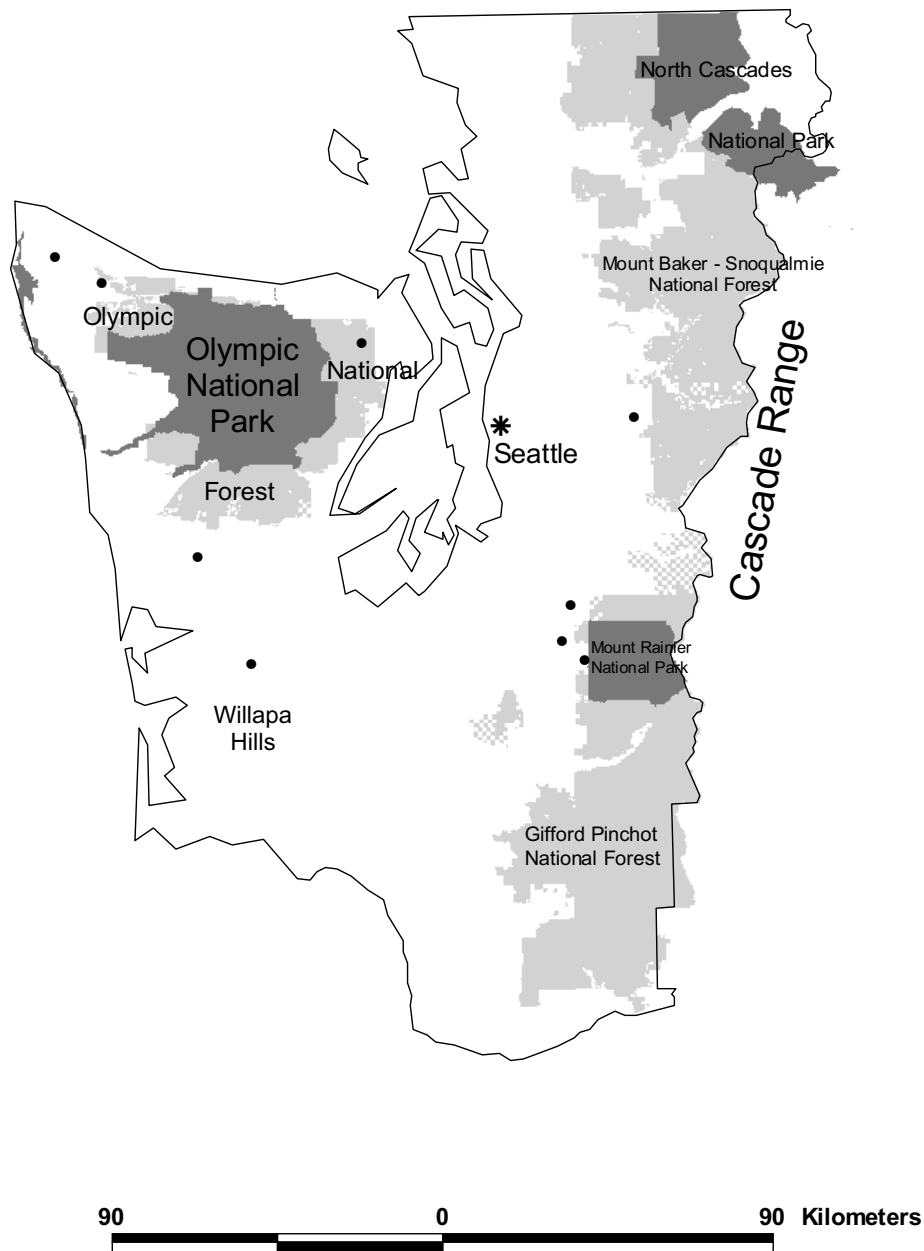 North Cascades
National Park
Mount Baker - Snoqualmie
National Forest
Olympic
Olympic
National
Park
National
Forest
Seattle
Cascade Range
Mount Rainier
National Park
Willapa
Hills
Gifford Pinchot
National Forest
90 0 90 Kilometers